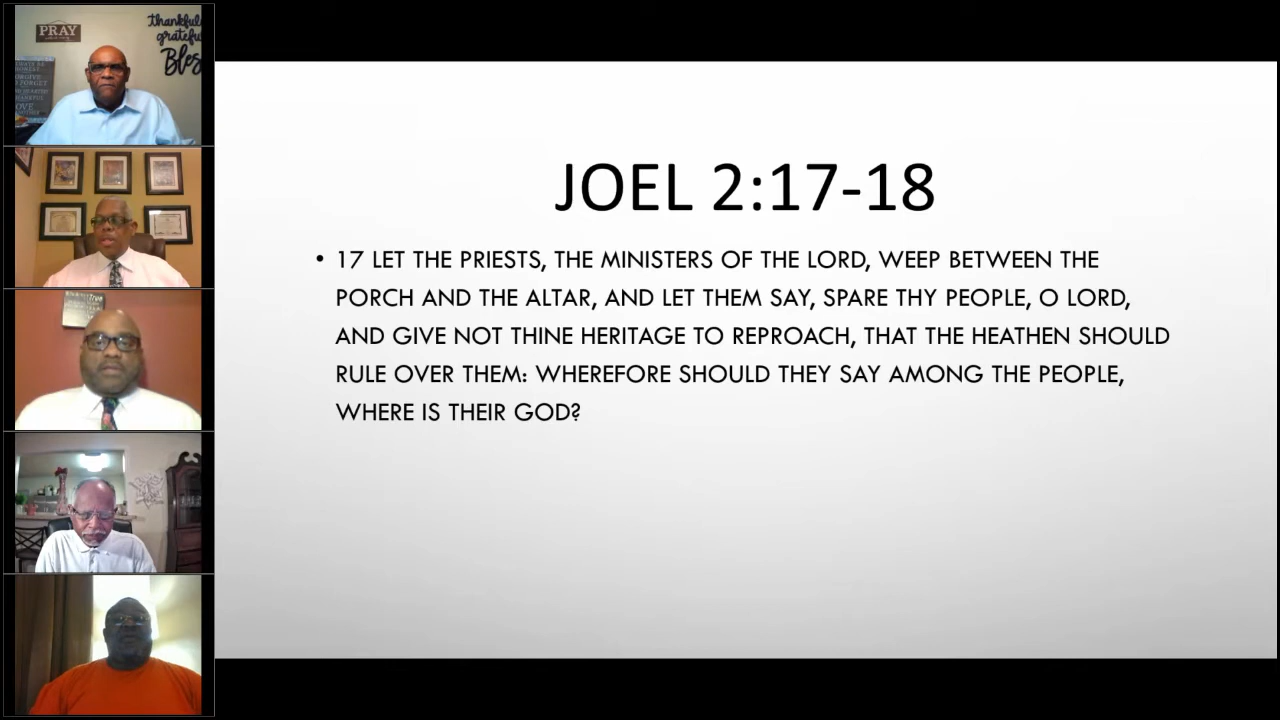 PRAY
thankful
grateful
Bles
JOEL 2:17-18
• 17 LET THE PRIESTS, THE MINISTERS OF THE LORD, WEEP BETWEEN THE
PORCH AND THE ALTAR, AND LET THEM SAY, SPARE THY PEOPLE, O LORD,
AND GIVE NOT THINE HERITAGE TO REPROACH, THAT THE HEATHEN SHOULD
RULE OVER THEM: WHEREFORE SHOULD THEY SAY AMONG THE PEOPLE,
WHERE IS THEIR GOD?